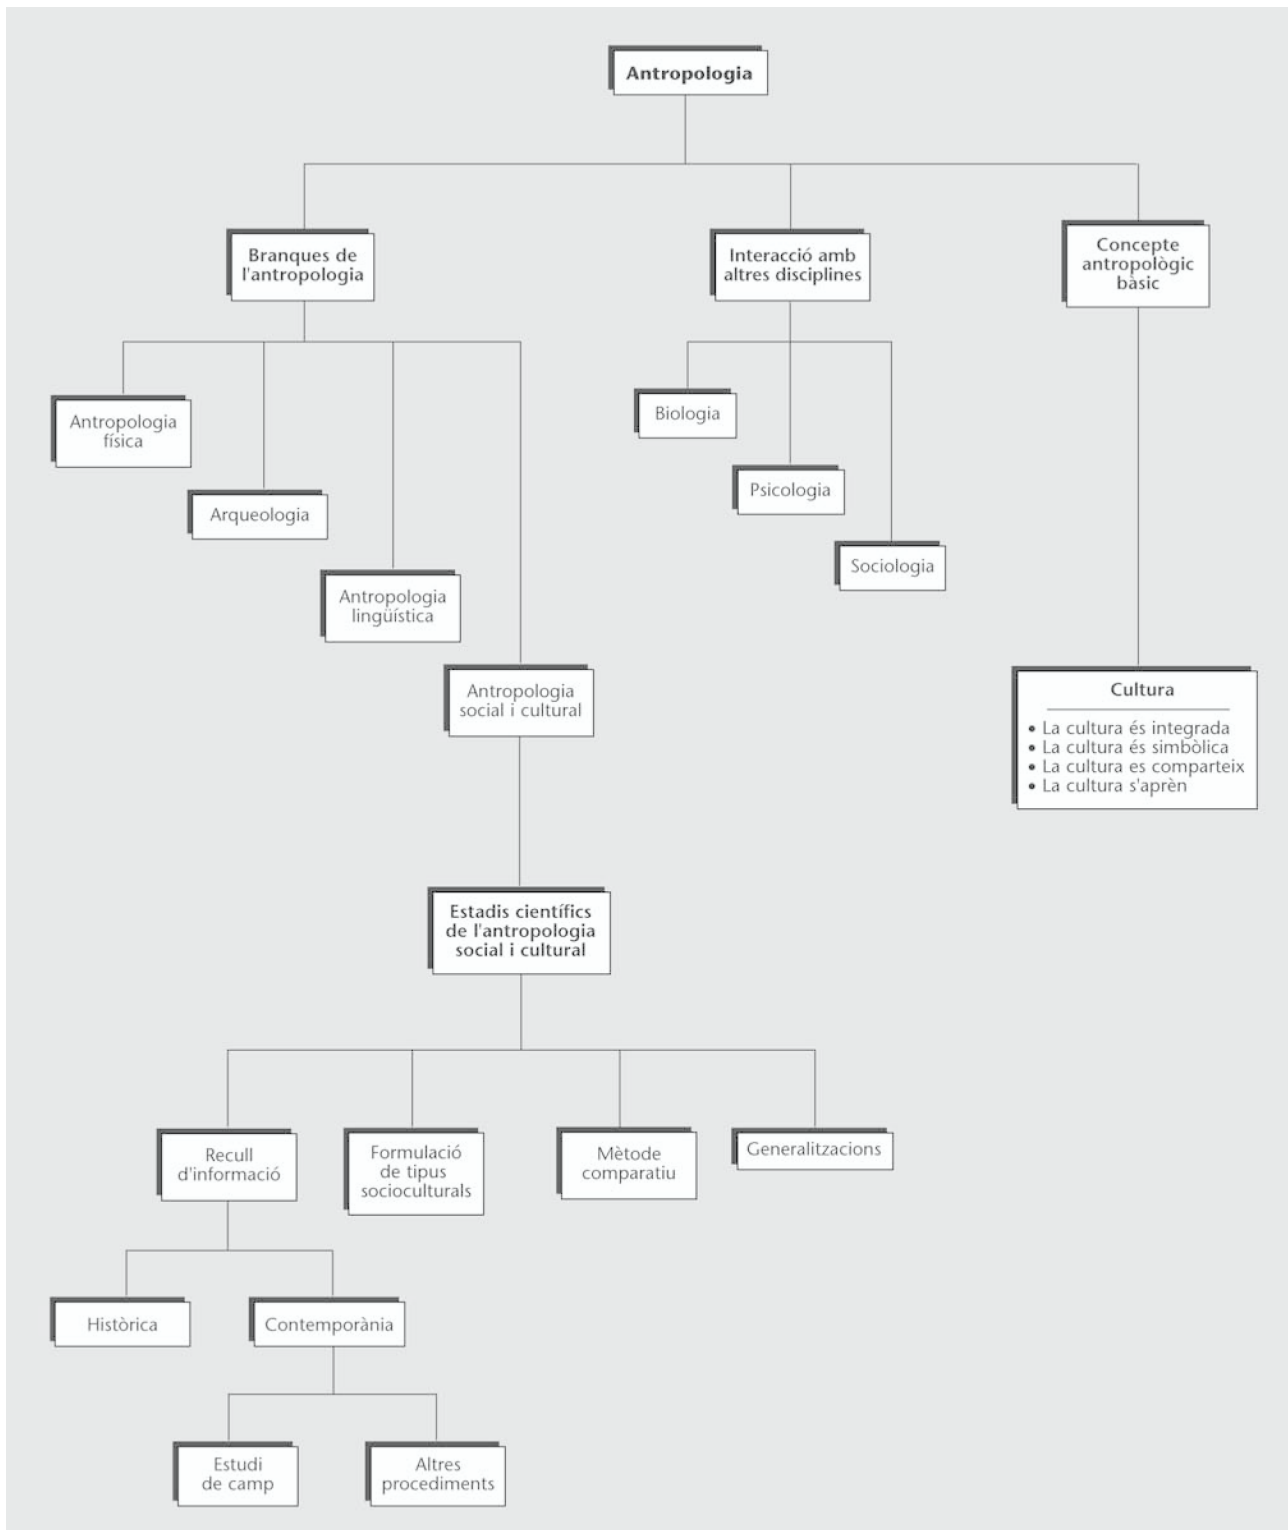 Antropologia
Branques de
l'antropologia
Interacció amb
altres disciplines
Concepte
antropològic
bàsic
Antropologia
física
Arqueologia
Antropologia
lingüística
Antropologia
social i cultural
Biologia
Psicologia
Sociologia
Cultura
• La cultura és integrada
• La cultura és simbòlica
• La cultura es comparteix
• La cultura s'aprèn
Estadis científics
de l'antropologia
social i cultural
Recull
d'informació
Formulació
de tipus
socioculturals
Mètode
comparatiu
Generalitzacions
Històrica
Contemporània
Estudi
de camp
Altres
procediments